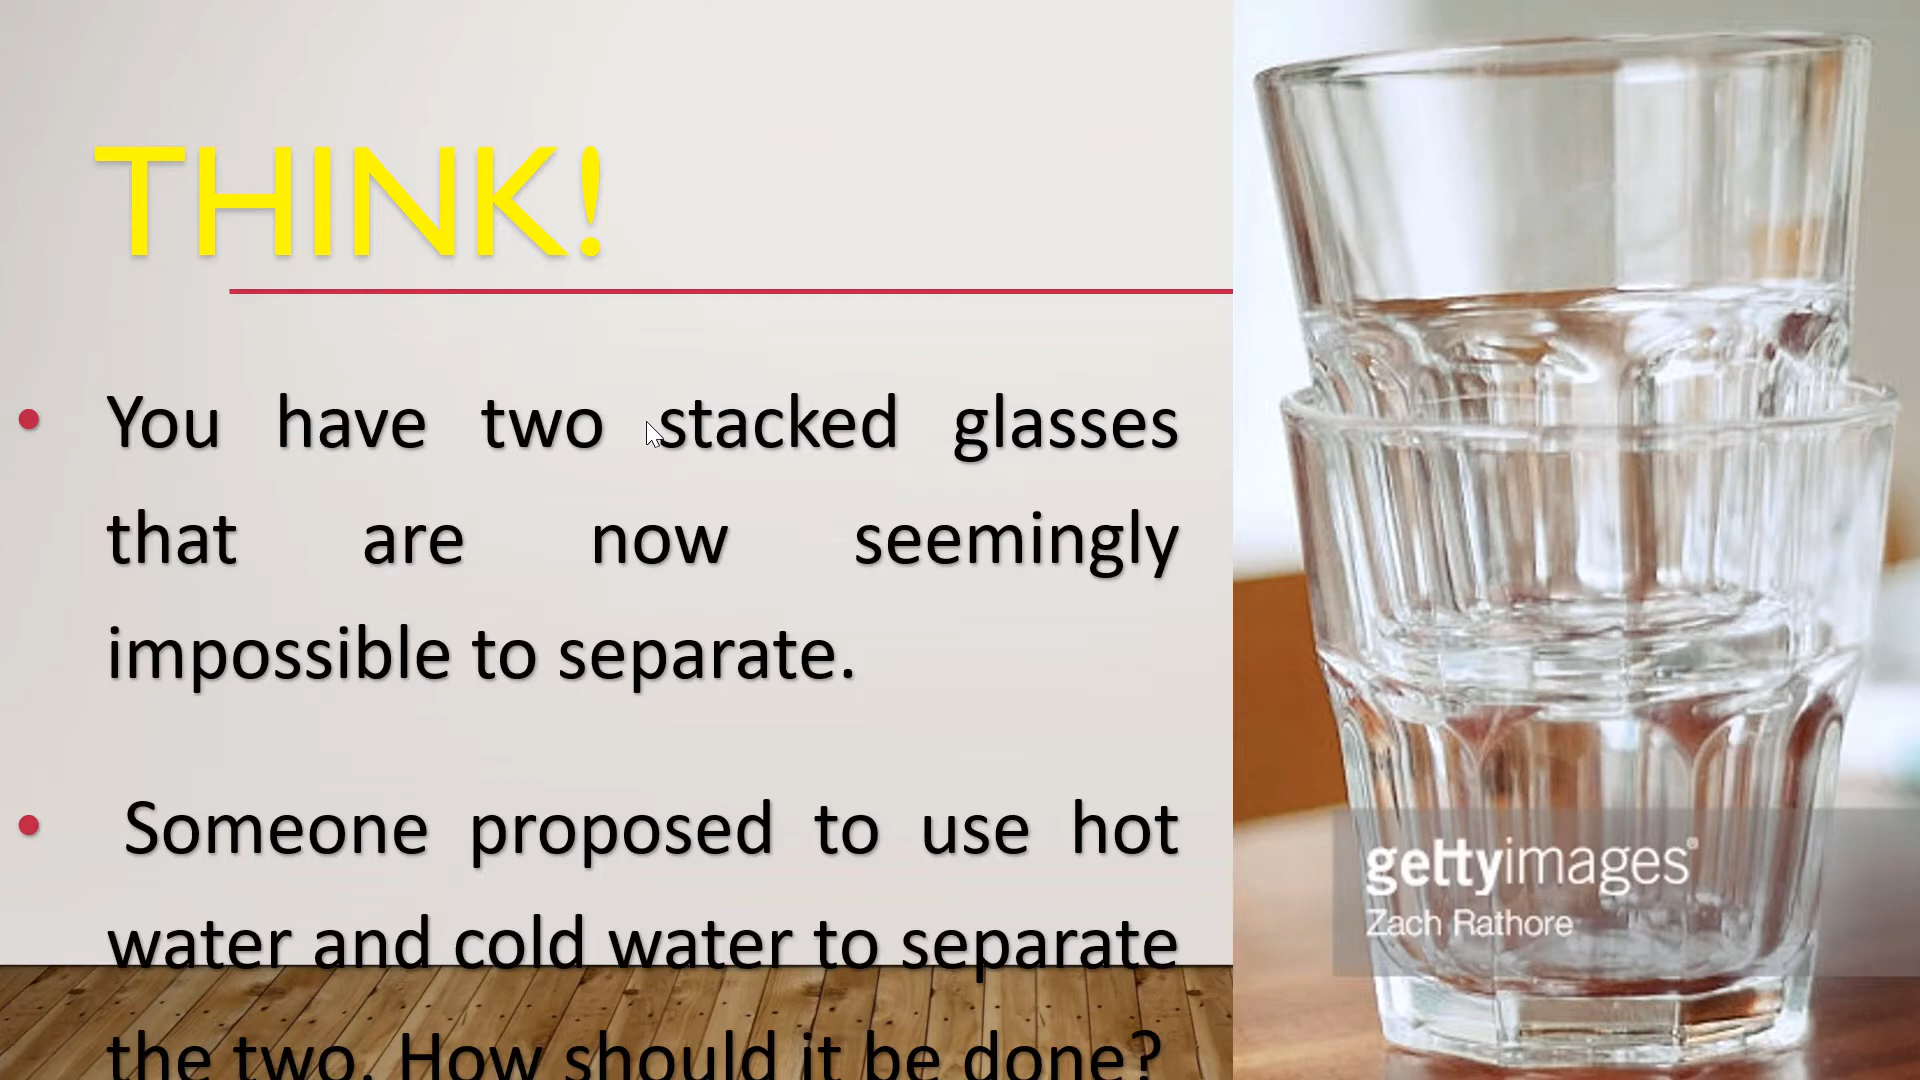 THINK!
• You have two stacked glasses
that are now seemingly
impossible to separate.
• Someone proposed to use hot
water and cold water to separate
the two. How should it be done?
gettyimages®
Zach Rathore